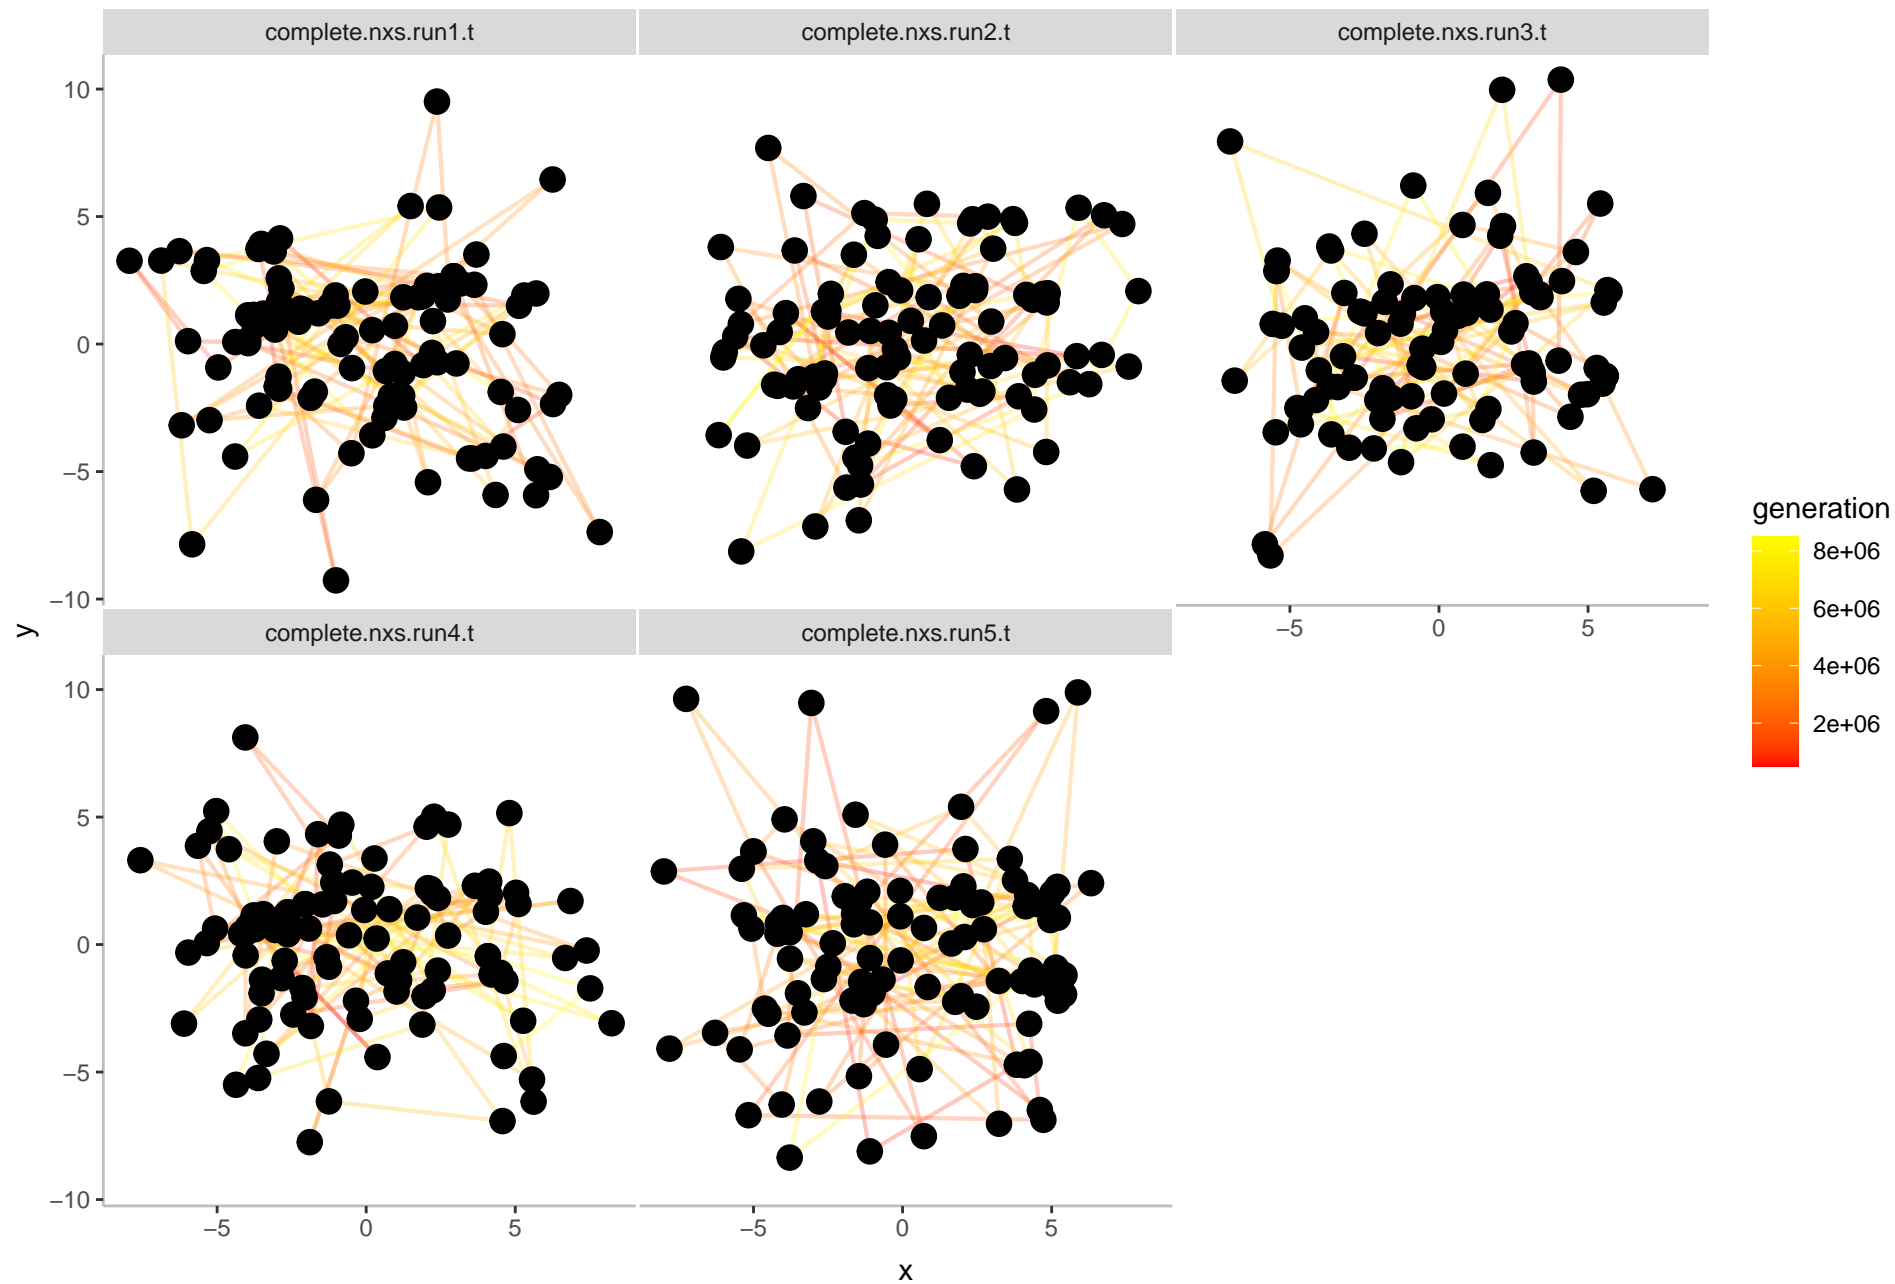 complete.nxs.run1.t
complete.nxs.run2.t
complete.nxs.run3.t
10
5
0
−5
−10
−5 0 5
complete.nxs.run4.t
complete.nxs.run5.t
10
5
0
−5
−10
−5 0 5
−5 0 5
x
y
generation
8e+06
6e+06
4e+06
2e+06